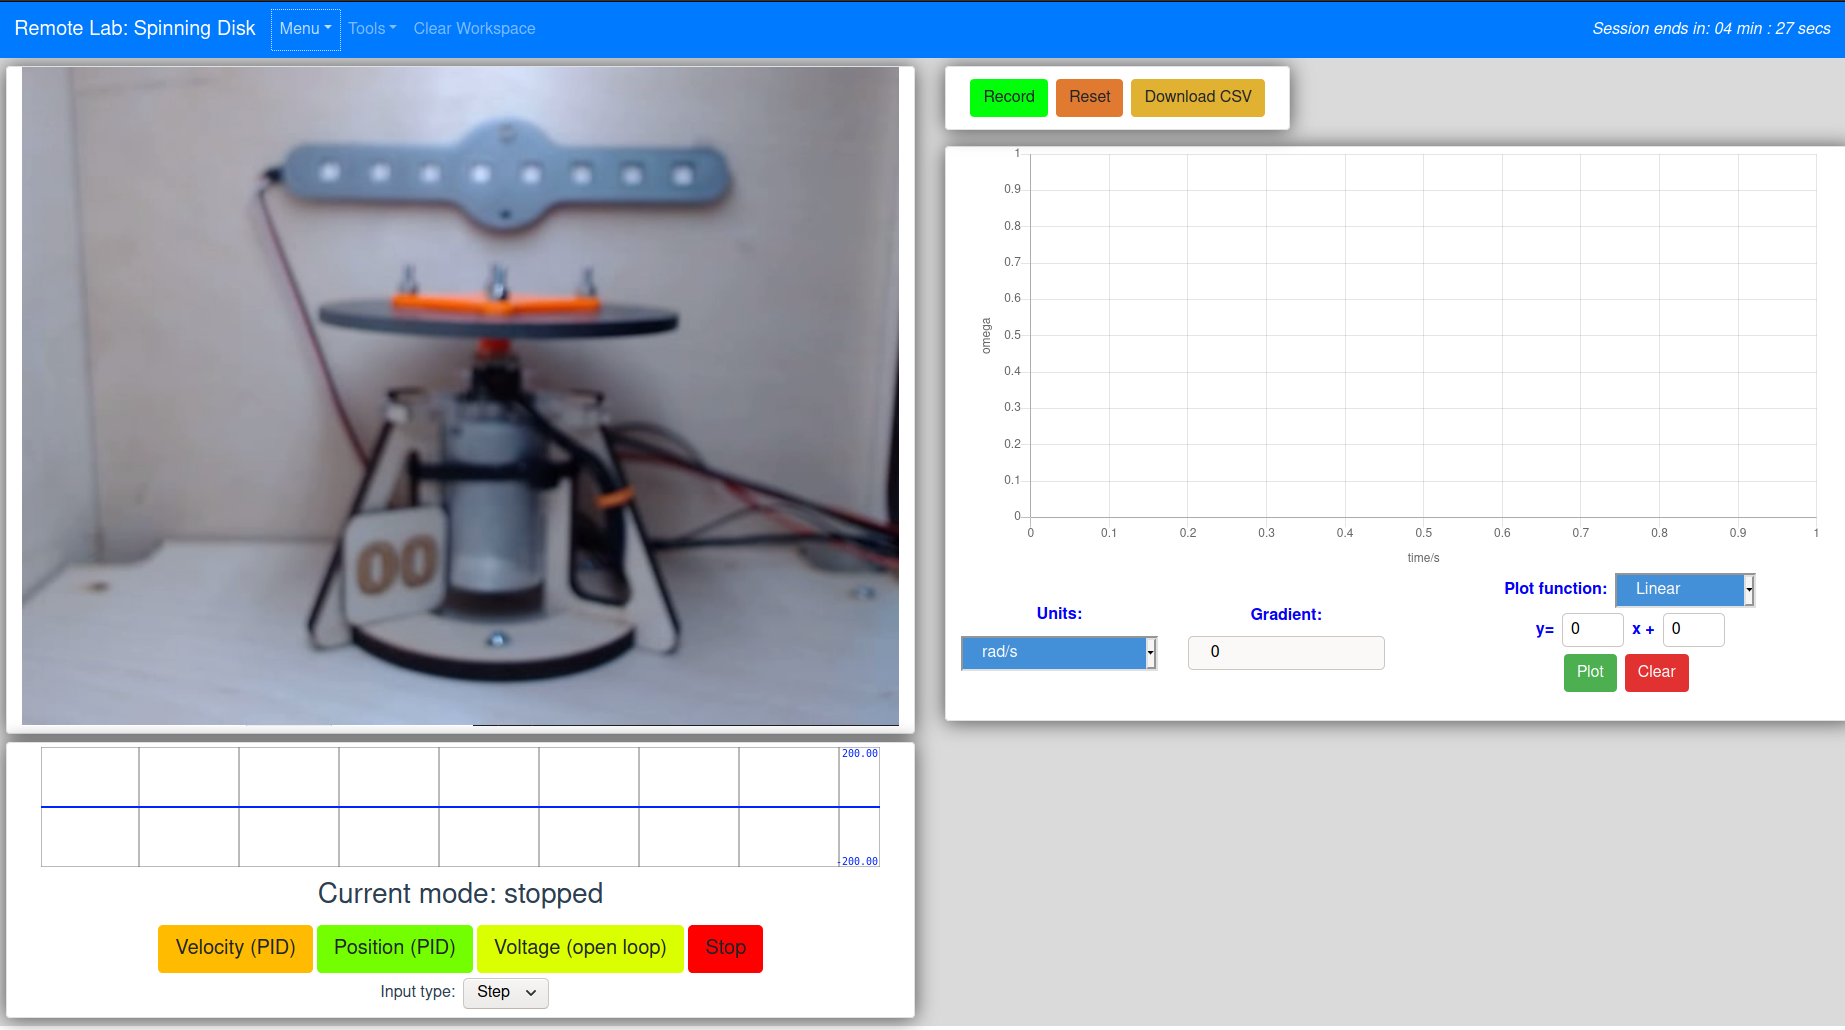 Remote Lab: Spinning Disk Menu Tools Clear Workspace Session ends in: 04 min : 27 secs
00
200.00
-200.00
Current mode: stopped
Velocity (PID) Position (PID) Voltage (open loop) Stop
Input type: Step
Record Reset Download CSV
1
0.9
0.8
0.7
0.6
0.5
0.4
0.3
0.2
0.1
0
omega
0 0.1 0.2 0.3 0.4 0.5 0.6 0.7 0.8 0.9 1
time/s
Units:
rad/s
Gradient:
0
Plot function: Linear
y= 0 x + 0
Plot Clear